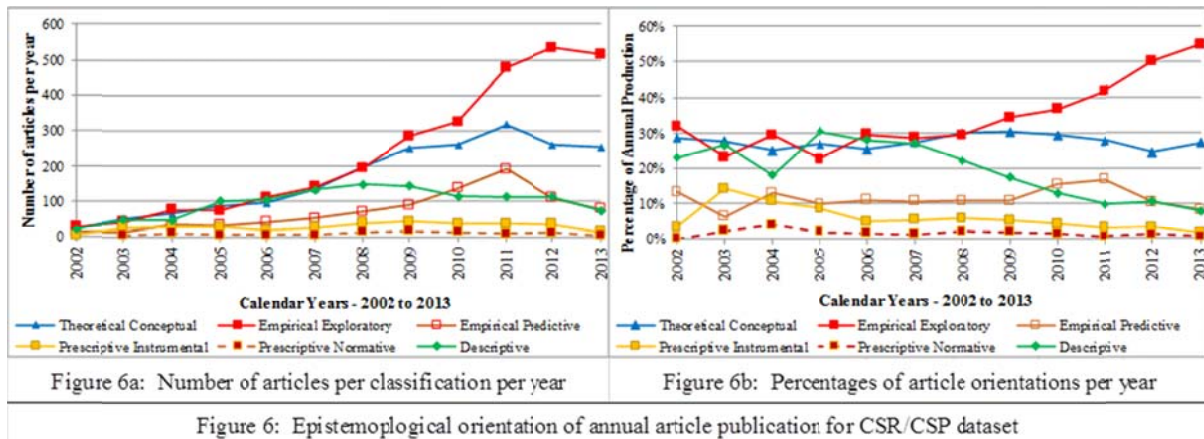 600
500
400
300
200
100
0
Number of articles per year
2002 2003 2004 2005 2006 2007 2008 2009 2010 2011 2012 2013
Calendar Years - 2002 to 2013
Theoretical Conceptual Empirical Exploratory Empirical Predictive
Prescriptive Instrumental Prescriptive Normative Descriptive
Figure 6a: Number of articles per classification per year
60%
50%
40%
30%
20%
10%
0%
Percentage of Annual Production
2002 2003 2004 2005 2006 2007 2008 2009 2010 2011 2012 2013
Calendar Years - 2002 to 2013
Theoretical Conceptual Empirical Exploratory Empirical Predictive
Prescriptive Instrumental Prescriptive Normative Descriptive
Figure 6b: Percentages of article orientations per year
Figure 6: Epistemoplogical orientation of annual article publication for CSR/CSP dataset